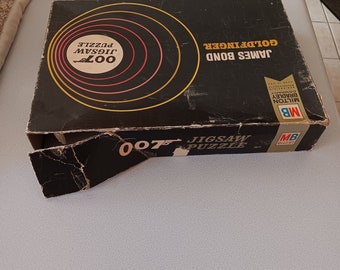 JAMES BOND
GOLDFINGER
007
JIGSAW
PUZZLE
MILTON
BRADLEY
MB
007 JIGSAW
PUZZLE
MB